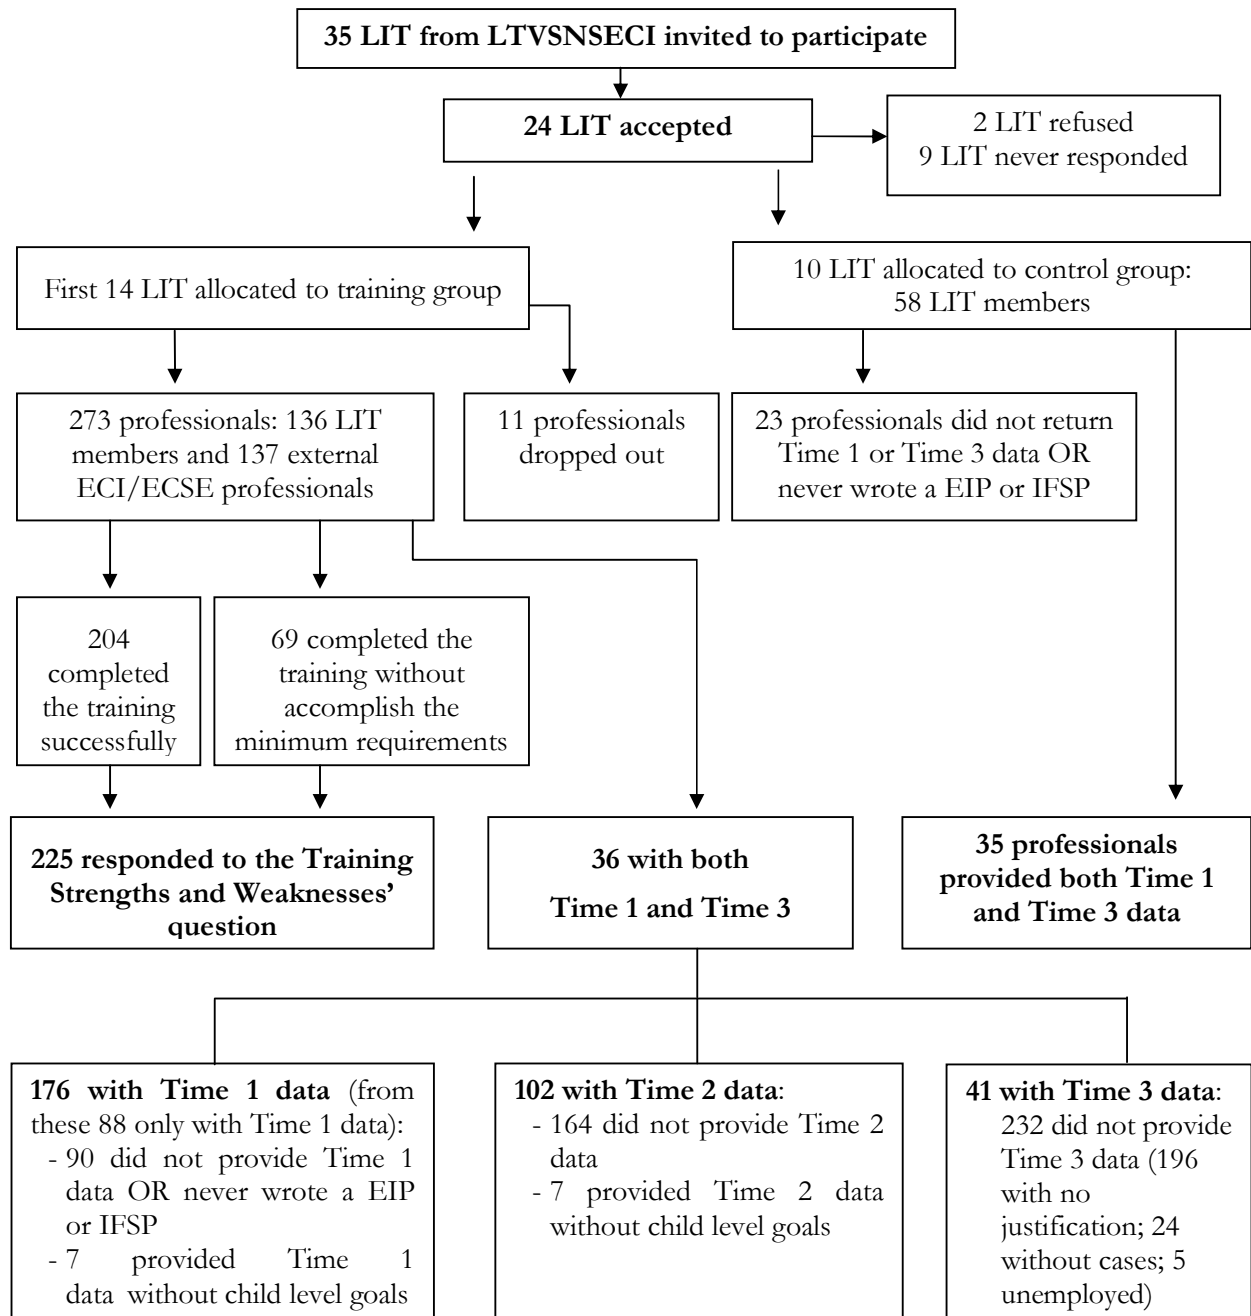 35 LIT from LTVSNSECI invited to participate
24 LIT accepted
2 LIT refused
9 LIT never responded
First 14 LIT allocated to training group
10 LIT allocated to control group:
58 LIT members
273 professionals: 136 LIT
members and 137 external
ECI/ECSE professionals
11 professionals
dropped out
23 professionals did not return
Time 1 or Time 3 data OR
never wrote a EIP or IFSP
204
completed
the training
successfully
69 completed the
training without
accomplish the
minimum requirements
225 responded to the Training
Strengths and Weaknesses’
question
36 with both
Time 1 and Time 3
35 professionals
provided both Time 1
and Time 3 data
176 with Time 1 data (from
these 88 only with Time 1 data):
- 90 did not provide Time 1
data OR never wrote a EIP
or IFSP
- 7 provided Time 1
data without child level goals
102 with Time 2 data:
- 164 did not provide Time 2
data
- 7 provided Time 2 data
without child level goals
41 with Time 3 data:
232 did not provide
Time 3 data (196
with no
justification; 24
without cases; 5
unemployed)